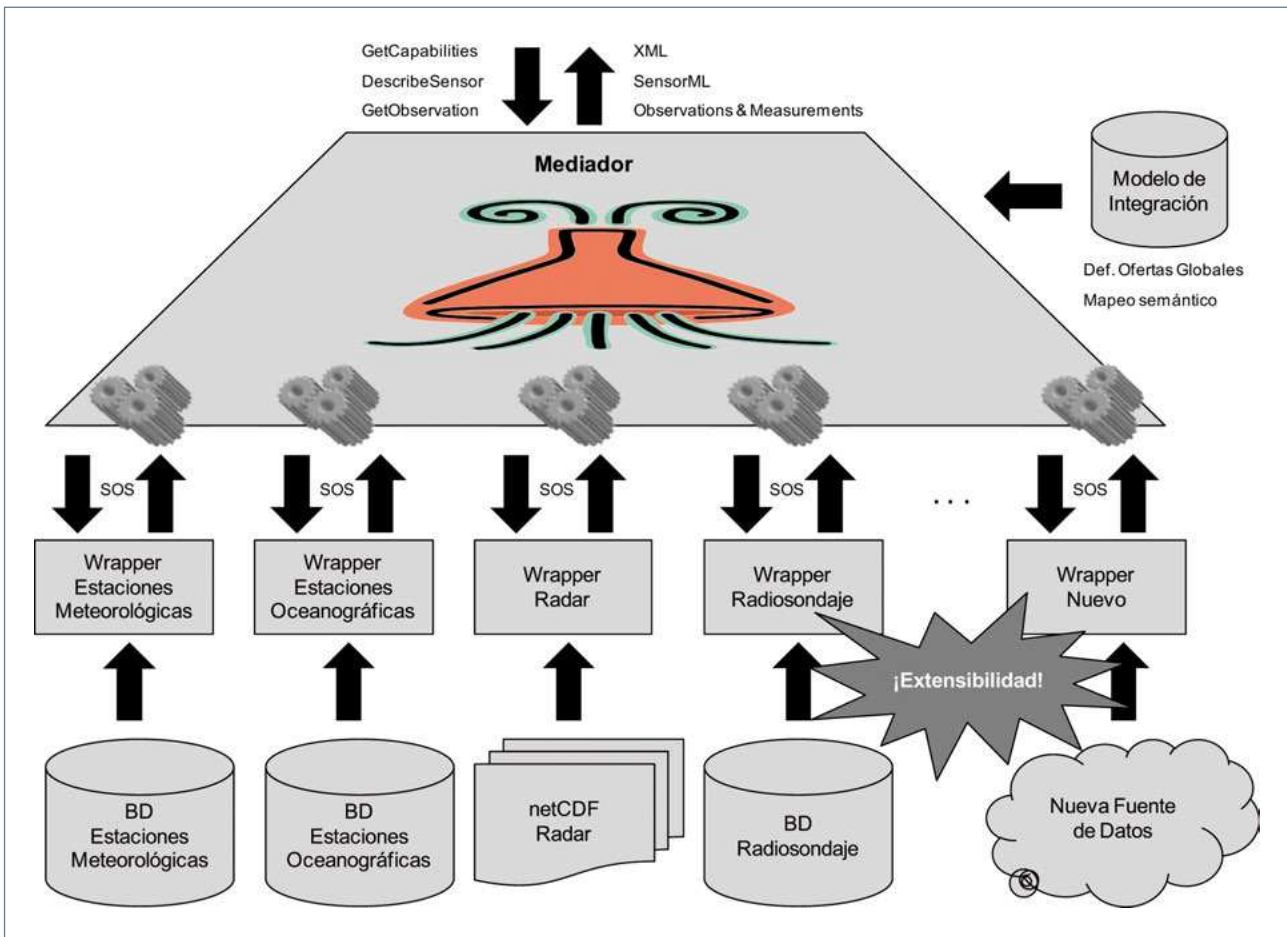 GetCapabilities
DescribeSensor
GetObservation
XML
SensorML
Observations & Measurements
Mediador
Modelo de
Integración
Def. Ofertas Globales
Mapeo semántico
SOS
SOS
SOS
SOS
. . .
SOS
Wrapper
Estaciones
Meteorológicas
Wrapper
Estaciones
Oceanográficas
Wrapper
Radar
Wrapper
Radiosondaje
Wrapper
Nuevo
¡Extensibilidad!
BD
Estaciones
Meteorológicas
BD
Estaciones
Oceanográficas
netCDF
Radar
BD
Radiosondaje
Nueva Fuente
de Datos